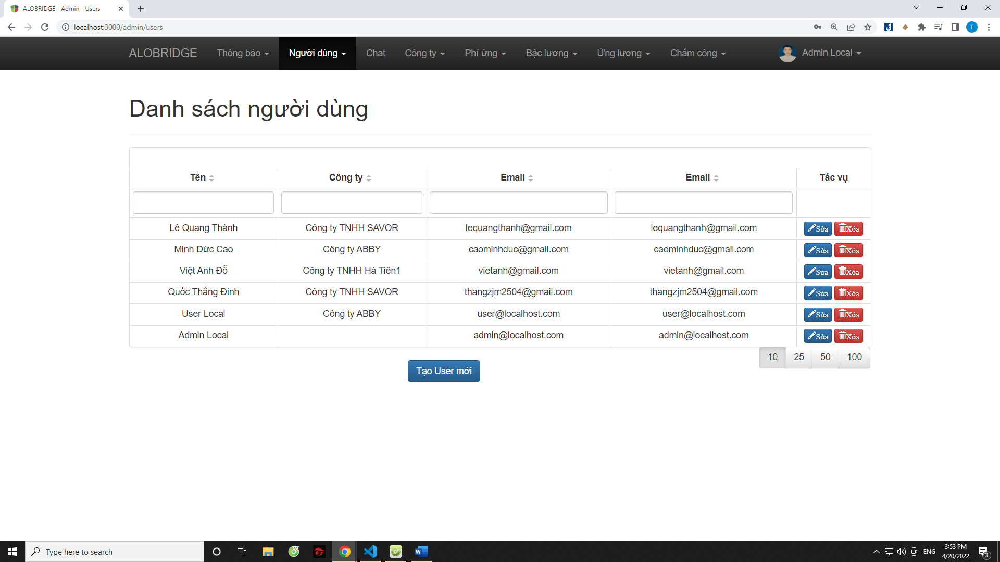 ALOBRIDGE - Admin - Users
localhost:3000/admin/users
T
ALOBRIDGE Thông báo Người dùng Chat Công ty Phí ứng Bậc lương Ứng lương Chấm công Admin Local
Danh sách người dùng
Tên Công ty Email Email Tác vụ
Lê Quang Thành Công ty TNHH SAVOR lequangthanh@gmail.com lequangthanh@gmail.com Sửa Xóa
Minh Đức Cao Công ty ABBY caominhduc@gmail.com caominhduc@gmail.com Sửa Xóa
Việt Anh Đỗ Công ty TNHH Hà Tiên1 vietanh@gmail.com vietanh@gmail.com Sửa Xóa
Quốc Thắng Đinh Công ty TNHH SAVOR thangzjm2504@gmail.com thangzjm2504@gmail.com Sửa Xóa
User Local Công ty ABBY user@localhost.com user@localhost.com Sửa Xóa
Admin Local admin@localhost.com admin@localhost.com Sửa Xóa
10 25 50 100
Tạo User mới
Type here to search
ENG
3:53 PM
4/20/2022
3